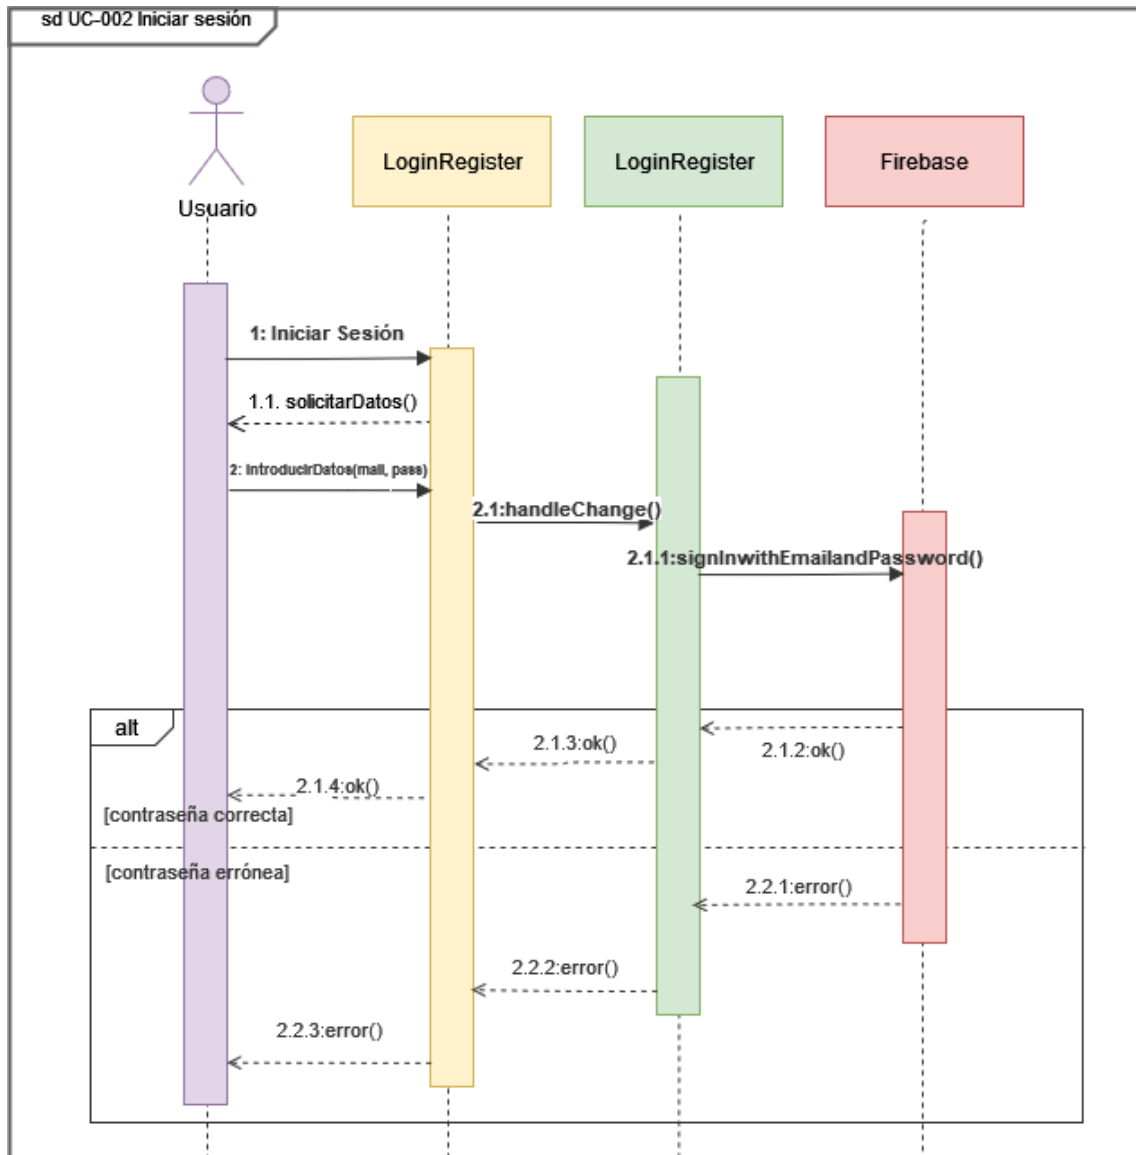 sd UC-002 Iniciar sesión
Usuario
LoginRegister
LoginRegister
Firebase
1: Iniciar Sesión
1.1. solicitarDatos()
2: IntroducirDatos(mail, pass)
2.1:handleChange()
2.1.1:signInwithEmailandPassword()
alt
2.1.2:ok()
2.1.3:ok()
2.1.4:ok()
[contraseña correcta]
[contraseña errónea]
2.2.1:error()
2.2.2:error()
2.2.3:error()